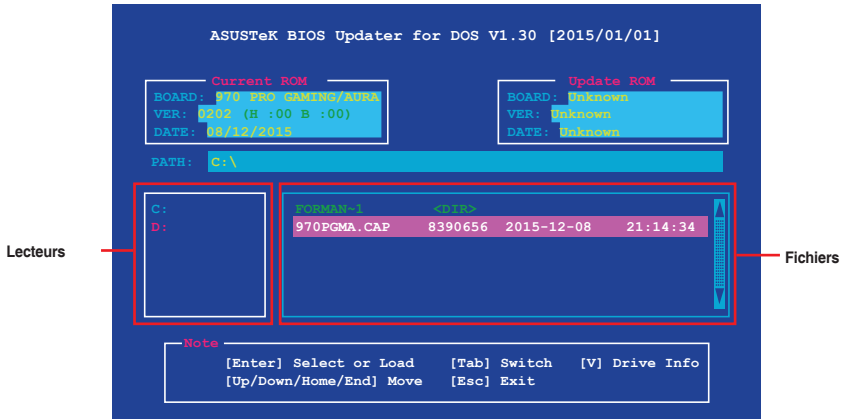 ASUSTeK BIOS Updater for DOS V1.30 [2015/01/01]
Current ROM
BOARD: 970 PRO GAMING/AURA
VER: 0202 (H :00 B :00)
DATE: 08/12/2015
Update ROM
BOARD: Unknown
VER: Unknown
DATE: Unknown
PATH: C:\
C:
D:
FORMAN~1 <DIR>
970PGMA.CAP 8390656 2015-12-08 21:14:34
Lecteurs
Fichiers
Note
[Enter] Select or Load [Tab] Switch [V] Drive Info
[Up/Down/Home/End] Move [Esc] Exit